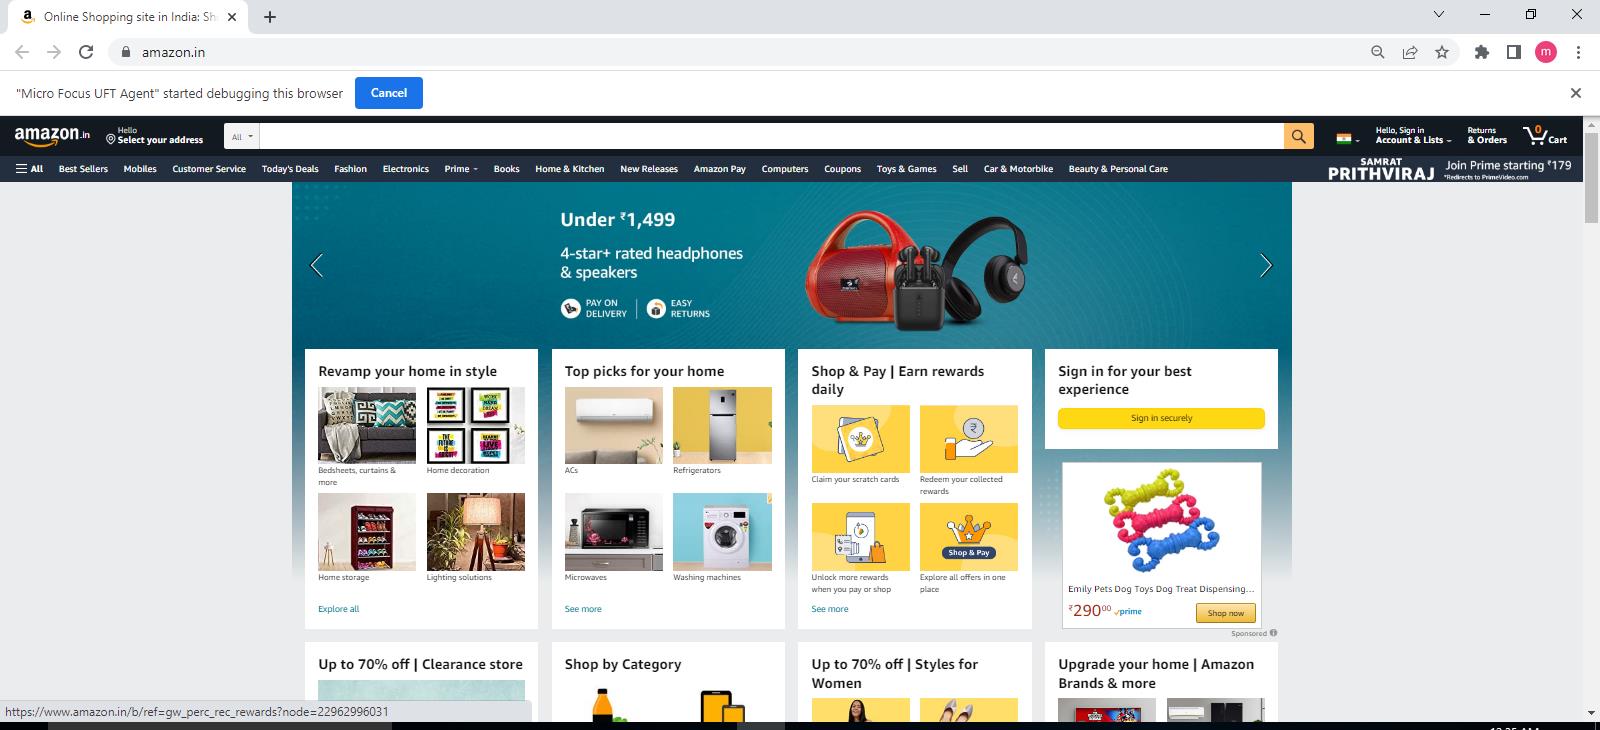 Online Shopping site in India: Sh
amazon.in
m
"Micro Focus UFT Agent" started debugging this browser
Cancel
amazon.in
Hello
Select your address
All
0
Hello, Sign in
Account & Lists
Returns
& Orders
Cart
All
Best Sellers
Mobiles
Customer Service
Today's Deals
Fashion
Electronics
Prime
Books
Home & Kitchen
New Releases
Amazon Pay
Computers
Coupons
Toys & Games
Sell
Car & Motorbike
Beauty & Personal Care
SAMRAT
PRITHVIRAJ
Join Prime starting ₹179
*Redirects to PrimeVideo.com
Under ₹1,499
4-star+ rated headphones
& speakers
PAY ON
DELIVERY
EASY
RETURNS
Revamp your home in style
Bedsheets, curtains &
more
Home decoration
Home storage
Lighting solutions
Explore all
Top picks for your home
ACs
Refrigerators
Microwaves
Washing machines
See more
Shop & Pay | Earn rewards
daily
Claim your scratch cards
Redeem your collected
rewards
Shop & Pay
Unlock more rewards
when you pay or shop
Explore all offers in one
place
See more
Sign in for your best
experience
Sign in securely
Emily Pets Dog Toys Dog Treat Dispensing...
₹290⁰⁰ prime
Shop now
Sponsored
Up to 70% off | Clearance store
Shop by Category
Up to 70% off | Styles for
Women
Upgrade your home | Amazon
Brands & more
https://www.amazon.in/b/ref=gw_perc_rec_rewards?node=22962996031